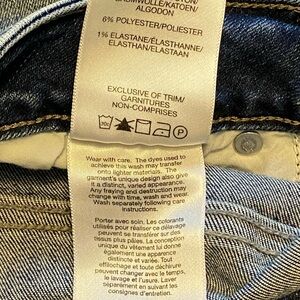 BAUMWOLLE/KATOEN/
ALGODON
6% POLYESTER/POLIESTER
1% ELASTANE/ÉLASTHANNE/
ELASTHAN/ELASTAAN
EXCLUSIVE OF TRIM/
GARNITURES
NON-COMPRISES
P
Wear with care. The dyes used to
achieve this wash may transfer
onto lighter materials. The
garment's unique design also give
it a distinct, varied appearance.
Any fraying and destruction may
change with time, wash and wear.
Wash separately following care
instructions.
Porter avec soin. Les colorants
utilisés pour réaliser ce délavage
peuvent se transférer sur des
tissus plus pâles. La conception
unique du vêtement lui donne
également une apparence
distincte et variée. Tout
effilochage et toute déchirure
peuvent changer avec le temps,
le lavage et l'usure. Laver
séparément en suivant les
consignes d'entretien.